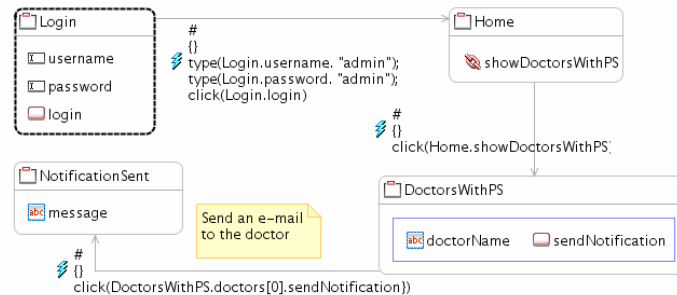 Login
username
password
login
#
{}
type(Login.username, "admin");
type(Login.password, "admin");
click(Login.login)
Home
showDoctorsWithPS
#
{}
click(Home.showDoctorsWithPS)
NotificationSent
message
Send an e-mail
to the doctor
DoctorsWithPS
doctorName
sendNotification
#
{}
click(DoctorsWithPS.doctors[0].sendNotification})